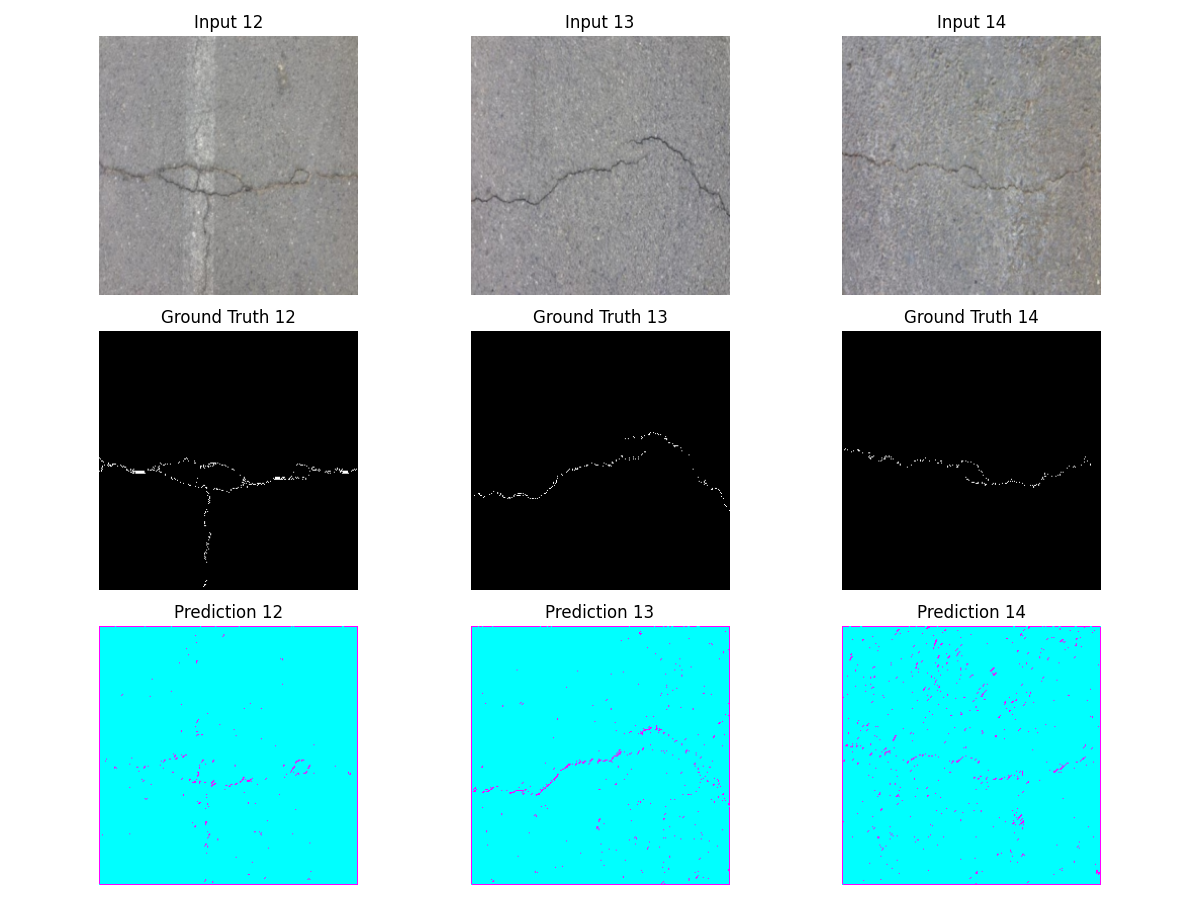 Input 12
Input 13
Input 14
Ground Truth 12
Ground Truth 13
Ground Truth 14
Prediction 12
Prediction 13
Prediction 14